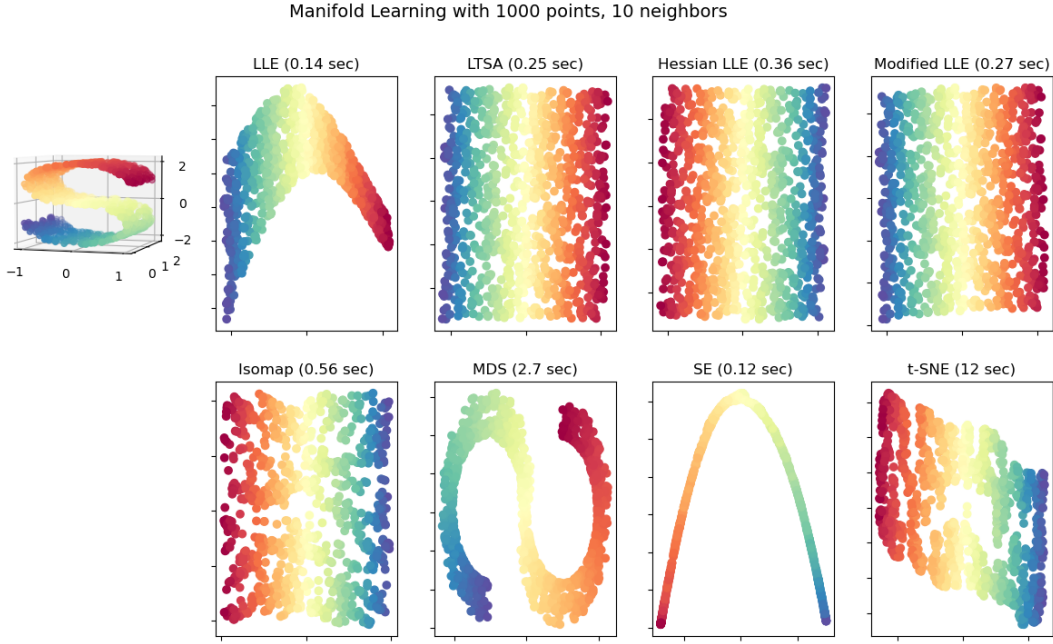 Manifold Learning with 1000 points, 10 neighbors
LLE (0.14 sec)
LTSA (0.25 sec)
Hessian LLE (0.36 sec)
Modified LLE (0.27 sec)
2
0
−2
−1
0
1
0
1
2
Isomap (0.56 sec)
MDS (2.7 sec)
SE (0.12 sec)
t-SNE (12 sec)